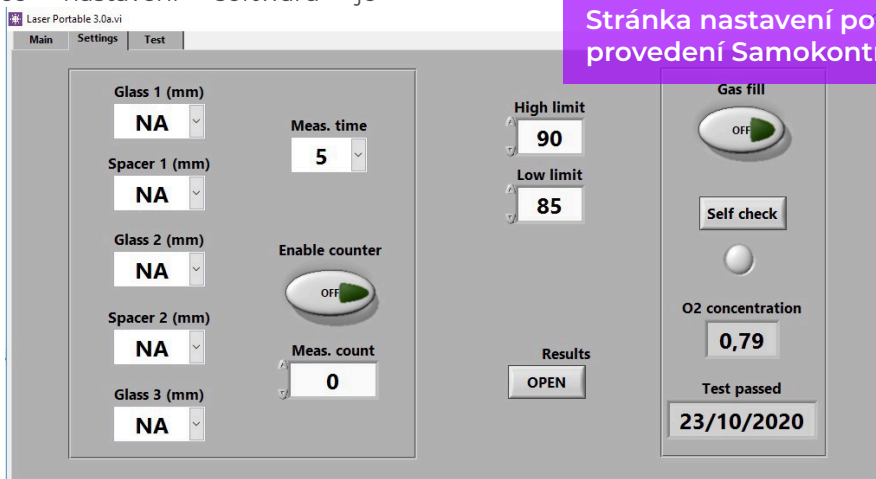 nastavení softwaru je
Laser Portable 3.0a.vi
Stránka nastavení
provedení
Main Settings Test
Glass 1 (mm)
NA
Spacer 1 (mm)
NA
Glass 2 (mm)
NA
Spacer 2 (mm)
NA
Glass 3 (mm)
NA
Meas. time
5
Enable counter
OFF
Meas. count
0
High limit
90
Low limit
85
Results
OPEN
Gas fill
OFF
Self check
O2 concentration
0,79
Test passed
23/10/2020